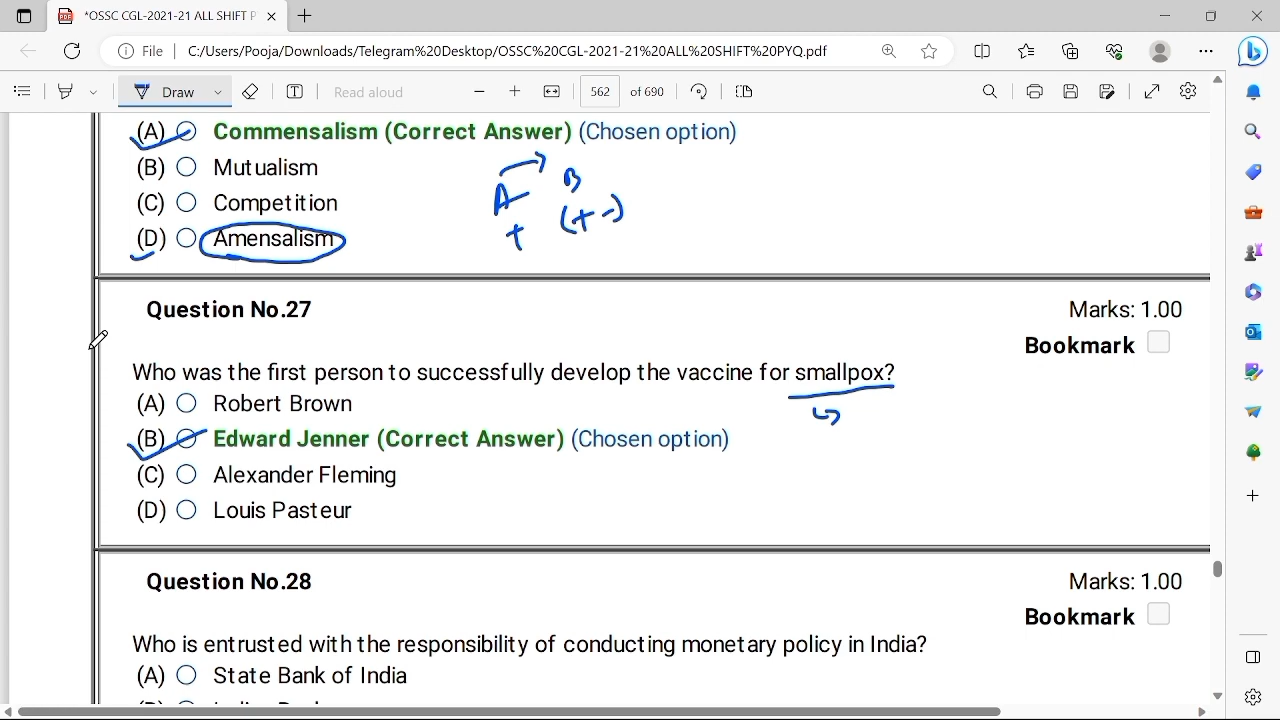 *OSSC CGL-2021-21 ALL SHIFT P
File
C:/Users/Pooja/Downloads/Telegram%20Desktop/OSSC%20CGL-2021-21%20ALL%20SHIFT%20PYQ.pdf
Draw
Read aloud
562 of 690
(A) Commensalism (Correct Answer) (Chosen option)
(B) Mutualism
(C) Competition
(D) Amensalism
A B
+ (+ -)
Question No.27 Marks: 1.00
Bookmark
Who was the first person to successfully develop the vaccine for smallpox?
(A) Robert Brown
(B) Edward Jenner (Correct Answer) (Chosen option)
(C) Alexander Fleming
(D) Louis Pasteur
Question No.28 Marks: 1.00
Bookmark
Who is entrusted with the responsibility of conducting monetary policy in India?
(A) State Bank of India